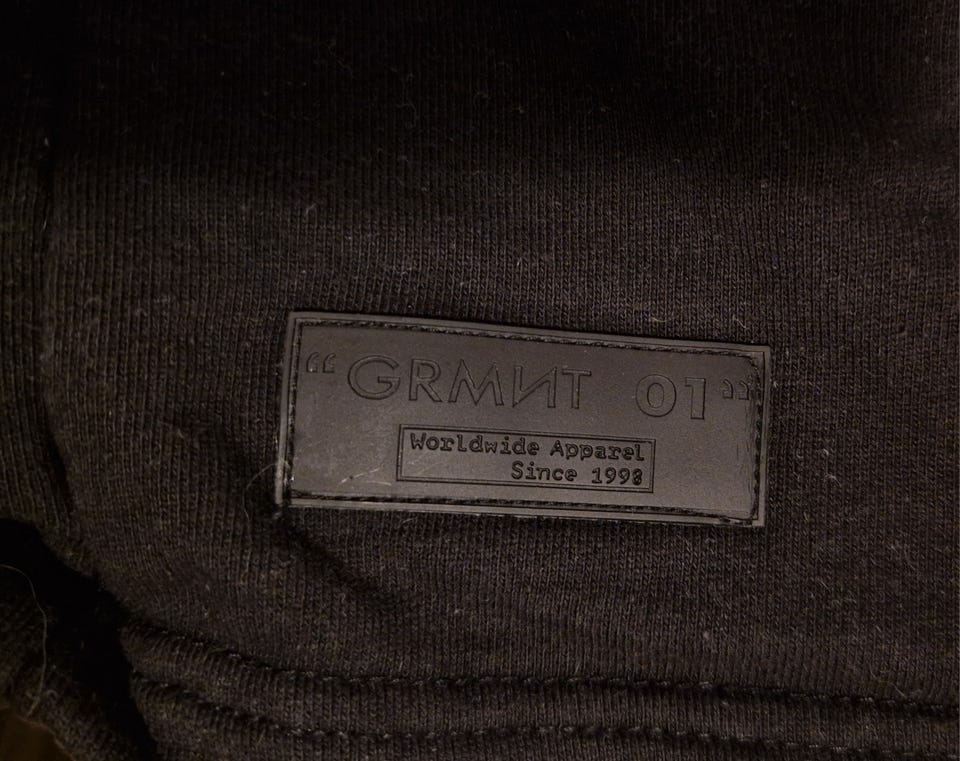 “GRMИT 01”
Worldwide Apparel
Since 1998